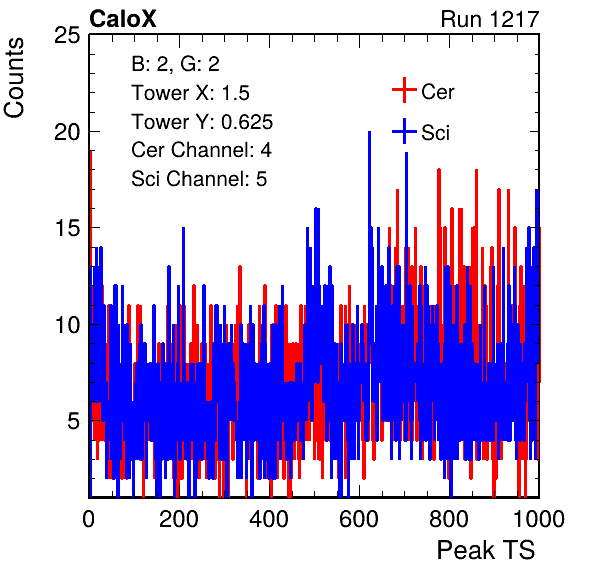 CaloX Run 1217
Counts
25
20
15
10
5
B: 2, G: 2
Tower X: 1.5
Tower Y: 0.625
Cer Channel: 4
Sci Channel: 5
Cer
Sci
0 200 400 600 800 1000
Peak TS